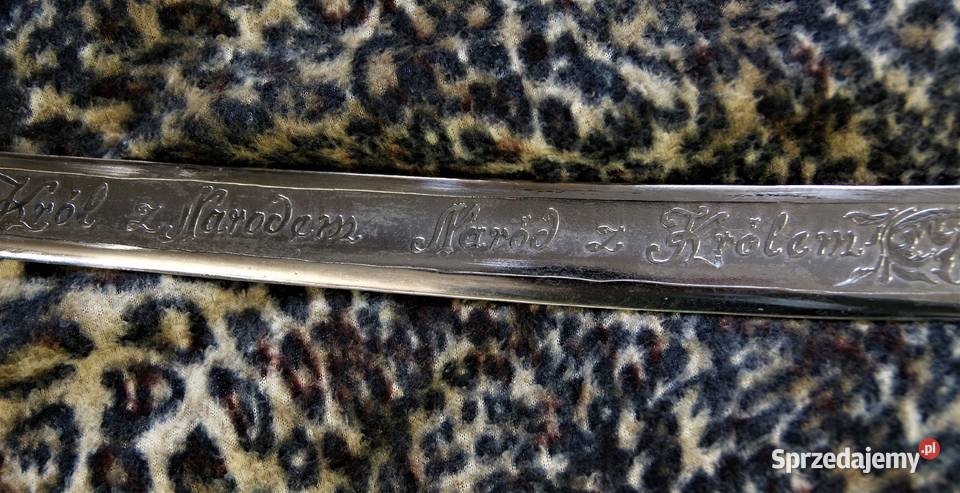 Król z Narodem Naród z Królem
Sprzedajemy.pl